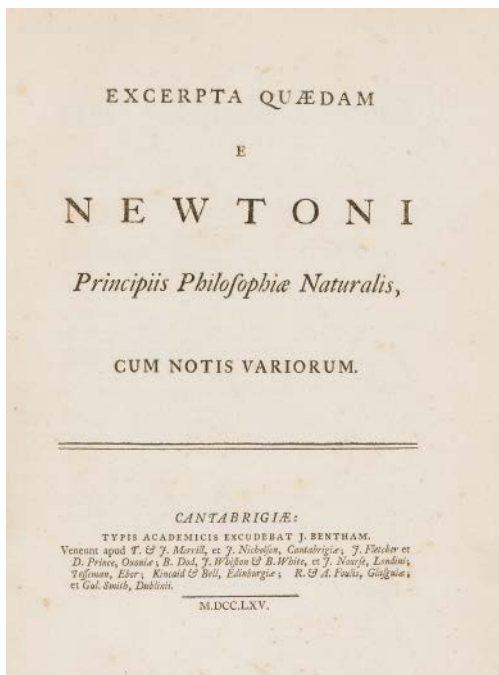 EXCERPTA QUÆDAM
E
NEWTONI
Principiis Philoſophiæ Naturalis,
CUM NOTIS VARIORUM.
CANTABRIGIÆ:
TYPIS ACADEMICIS EXCUDEBAT J. BENTHAM.
Veneunt apud T. & J. Merrill, et J. Nicholſon, Cantabrigiæ; J. Fletcher et
D. Prince, Oxoniæ; B. Dod, J. Whiſton & B. White, et J. Nourſe, Londini;
Teſſeman, Ebor; Kincaid & Bell, Edinburgiæ; R. & A. Foulis, Glaſguæ;
et Gul. Smith, Dublinii.
M.DCC.LXV.